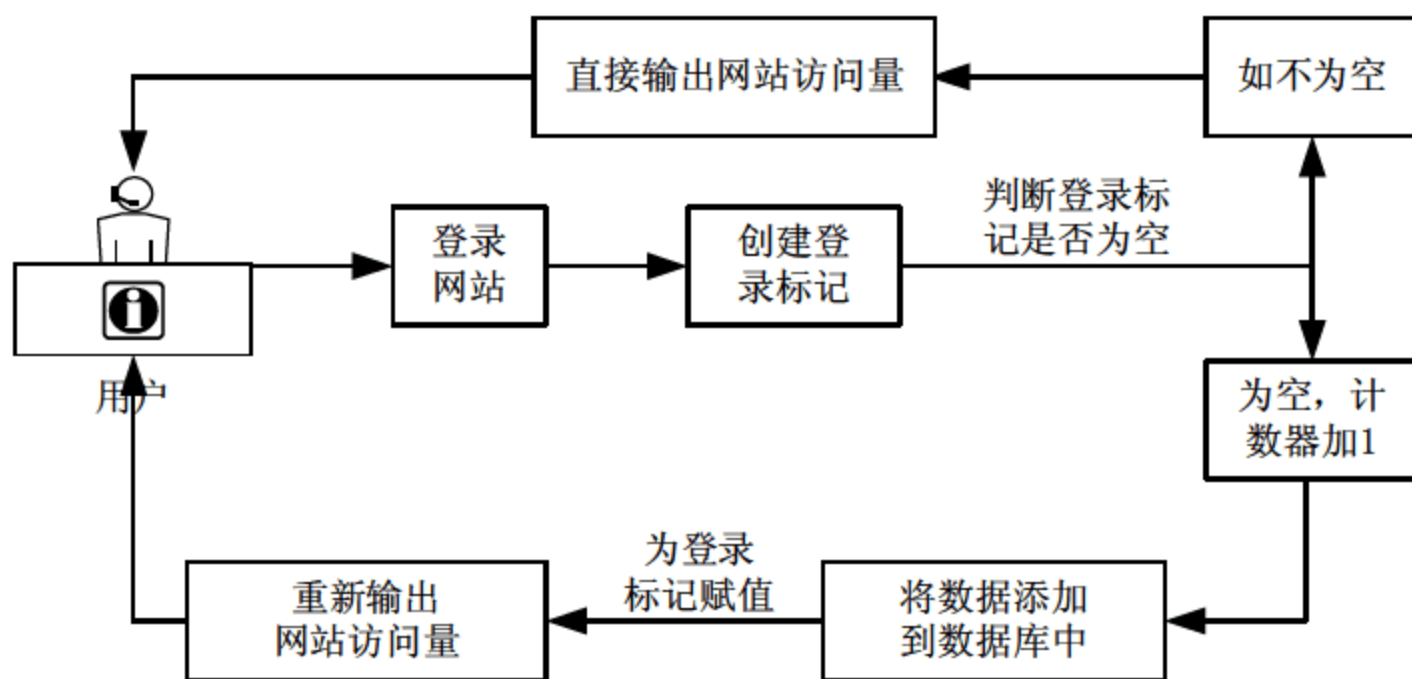 直接输出网站访问量
如不为空
判断登录标
记是否为空
登录
网站
创建登
录标记
用户
为空，计
数器加1
为登录
标记赋值
重新输出
网站访问量
将数据添加
到数据库中